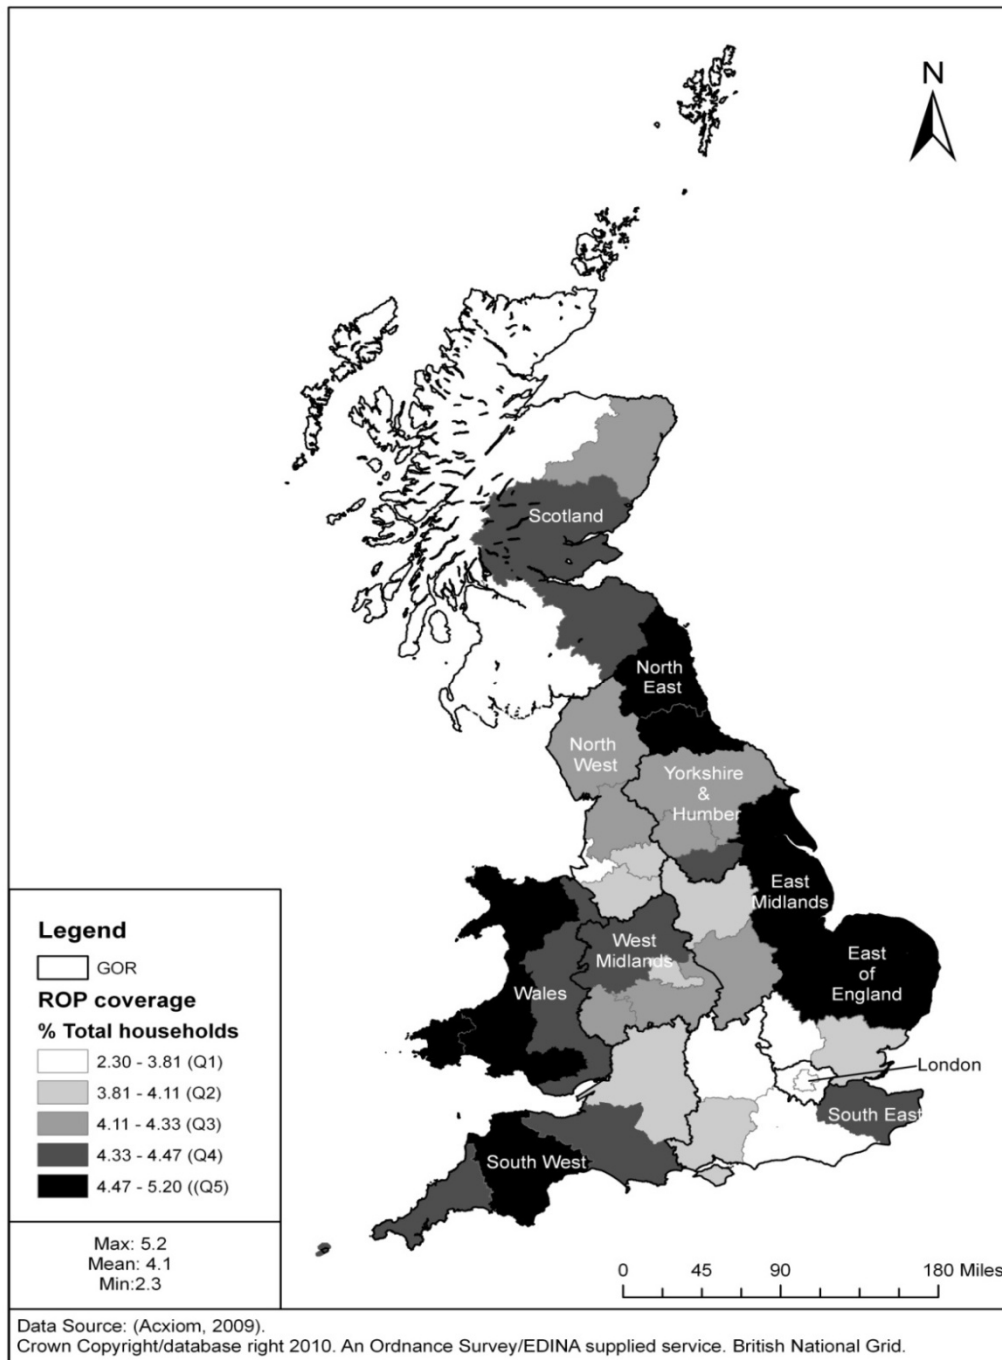 N
Scotland
North
East
North
West
Yorkshire
&
Humber
East
Midlands
West
Midlands
Wales
East
of
England
London
South East
South West
Legend
GOR
ROP coverage
% Total households
2.30 - 3.81 (Q1)
3.81 - 4.11 (Q2)
4.11 - 4.33 (Q3)
4.33 - 4.47 (Q4)
4.47 - 5.20 ((Q5)
Max: 5.2
Mean: 4.1
Min:2.3
0 45 90 180 Miles
Data Source: (Acxiom, 2009).
Crown Copyright/database right 2010. An Ordnance Survey/EDINA supplied service. British National Grid.